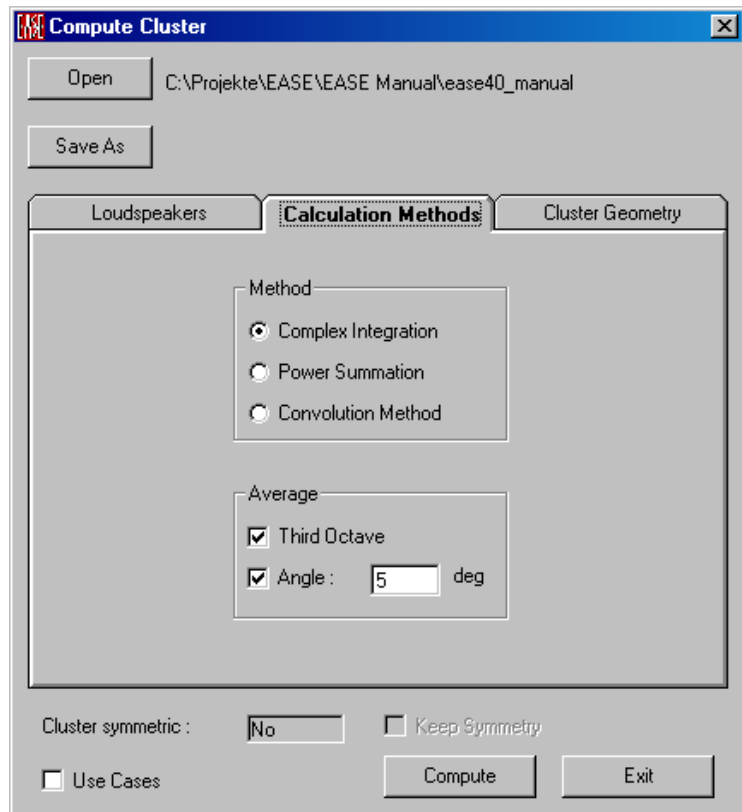 EASE Compute Cluster
Open
C:\Projekte\EASE\EASE Manual\ease40_manual
Save As
Loudspeakers
Calculation Methods
Cluster Geometry
Method
Complex Integration
Power Summation
Convolution Method
Average
Third Octave
Angle : 5 deg
Cluster symmetric : No
Keep Symmetry
Use Cases
Compute
Exit